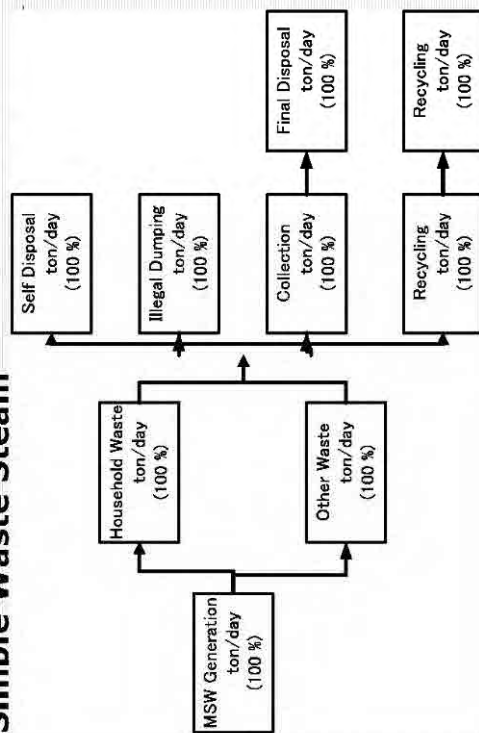 Simple Waste Steam
MSW Generation
ton/day
(100 %)
Household Waste
ton/day
(100 %)
Other Waste
ton/day
(100 %)
Self Disposal
ton/day
(100 %)
Illegal Dumping
ton/day
(100 %)
Collection
ton/day
(100 %)
Recycling
ton/day
(100 %)
Final Disposal
ton/day
(100 %)
Recycling
ton/day
(100 %)